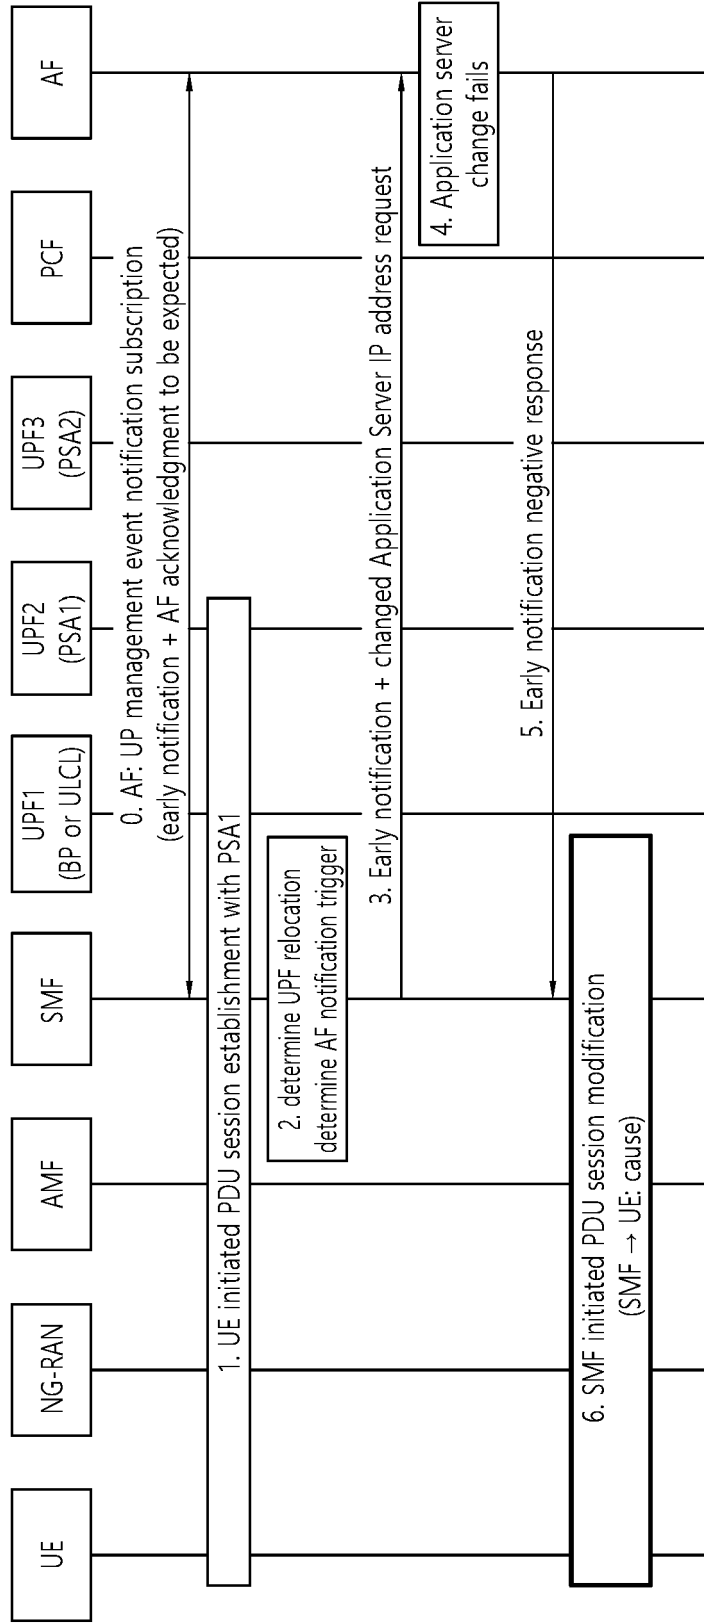 UE
NG-RAN
AMF
SMF
UPF1
(BP or ULCL)
UPF2
(PSA1)
UPF3
(PSA2)
PCF
AF
0. AF: UP management event notification subscription
(early notification + AF acknowledgment to be expected)
1. UE initiated PDU session establishment with PSA1
2. determine UPF relocation
determine AF notification trigger
3. Early notification + changed Application Server IP address request
4. Application server
change fails
5. Early notification negative response
6. SMF initiated PDU session modification
(SMF → UE: cause)